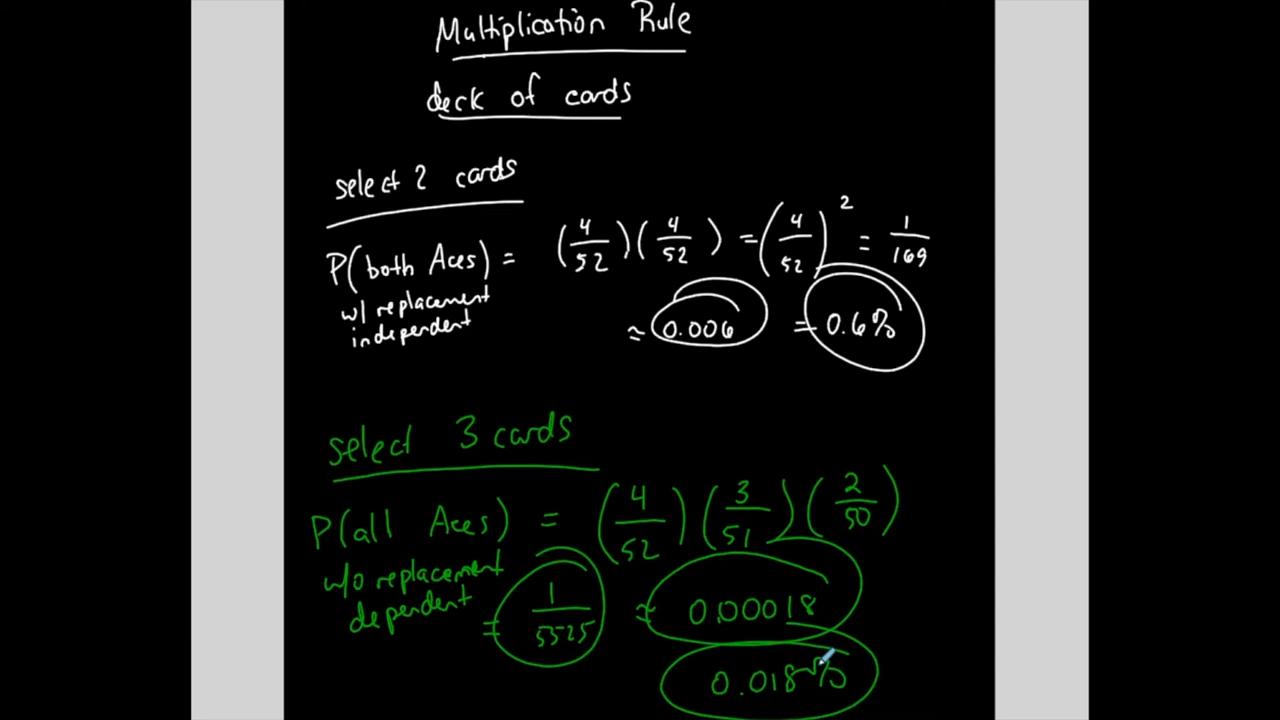 Multiplication Rule
deck of cards
select 2 cards
P(both Aces) = (4/52)(4/52) = (4/52)² = 1/169
w/ replacement
independent
≈ 0.006 = 0.6%
select 3 cards
P(all Aces) = (4/52)(3/51)(2/50)
w/o replacement
dependent
= 1/5525 ≈ 0.00018
0.018%